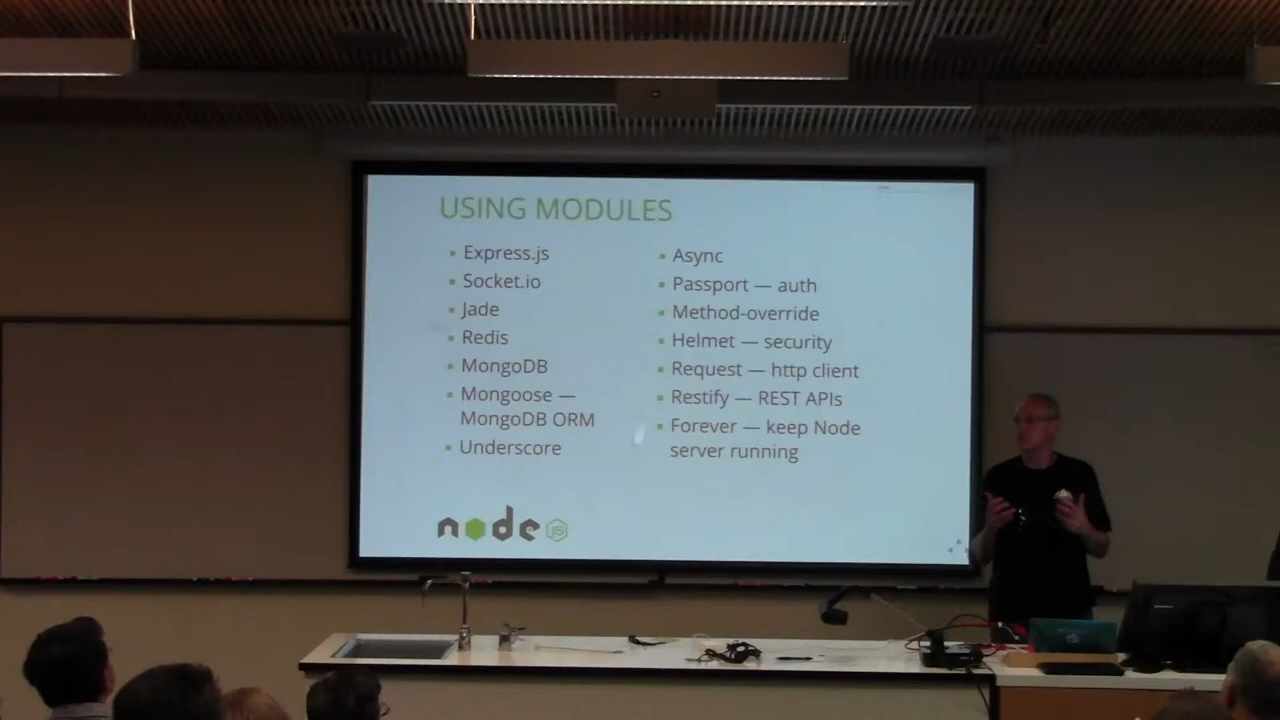 USING MODULES
Express.js
Socket.io
Jade
Redis
MongoDB
Mongoose —
MongoDB ORM
Underscore
Async
Passport — auth
Method-override
Helmet — security
Request — http client
Restify — REST APIs
Forever — keep Node
server running
node
JS